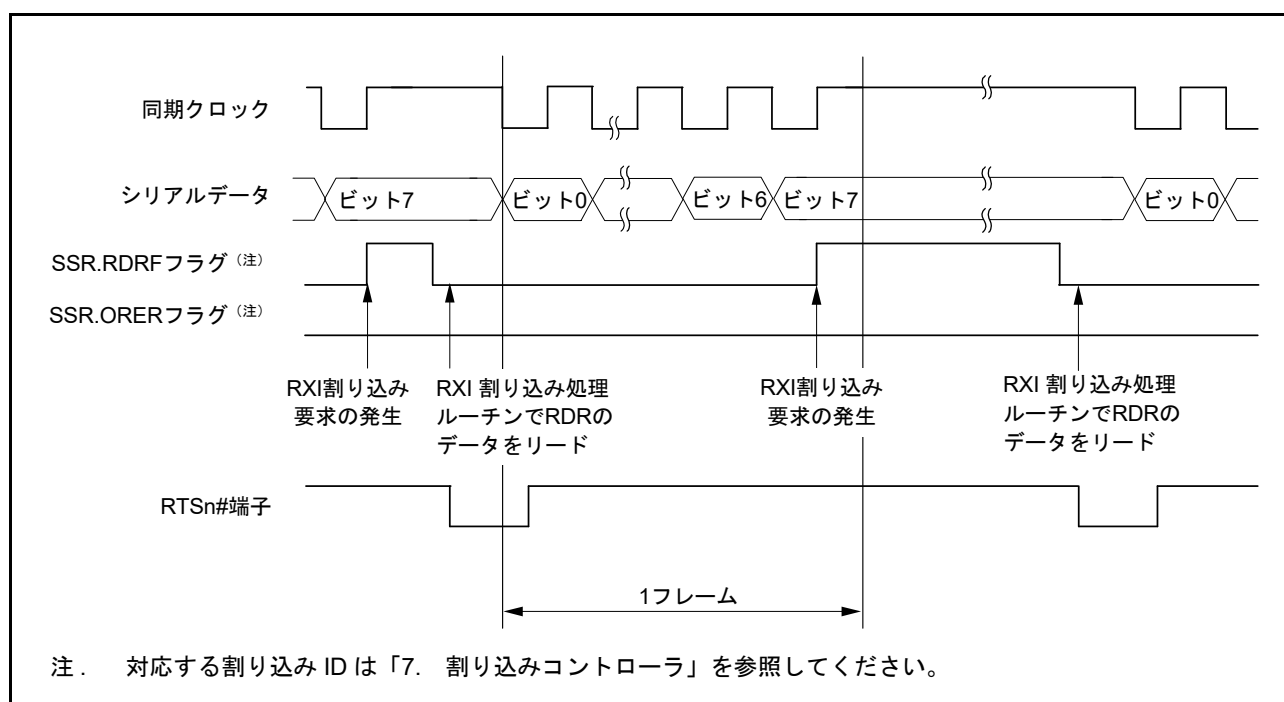 同期クロック
シリアルデータ
ビット7
ビット0
ビット6
ビット7
ビット0
SSR.RDRFフラグ（注）
SSR.ORERフラグ（注）
RXI割り込み
要求の発生
RXI 割り込み処理
ルーチンでRDRの
データをリード
RXI割り込み
要求の発生
RXI 割り込み処理
ルーチンでRDRの
データをリード
RTSn#端子
1フレーム
注． 対応する割り込み ID は「7. 割り込みコントローラ」を参照してください。